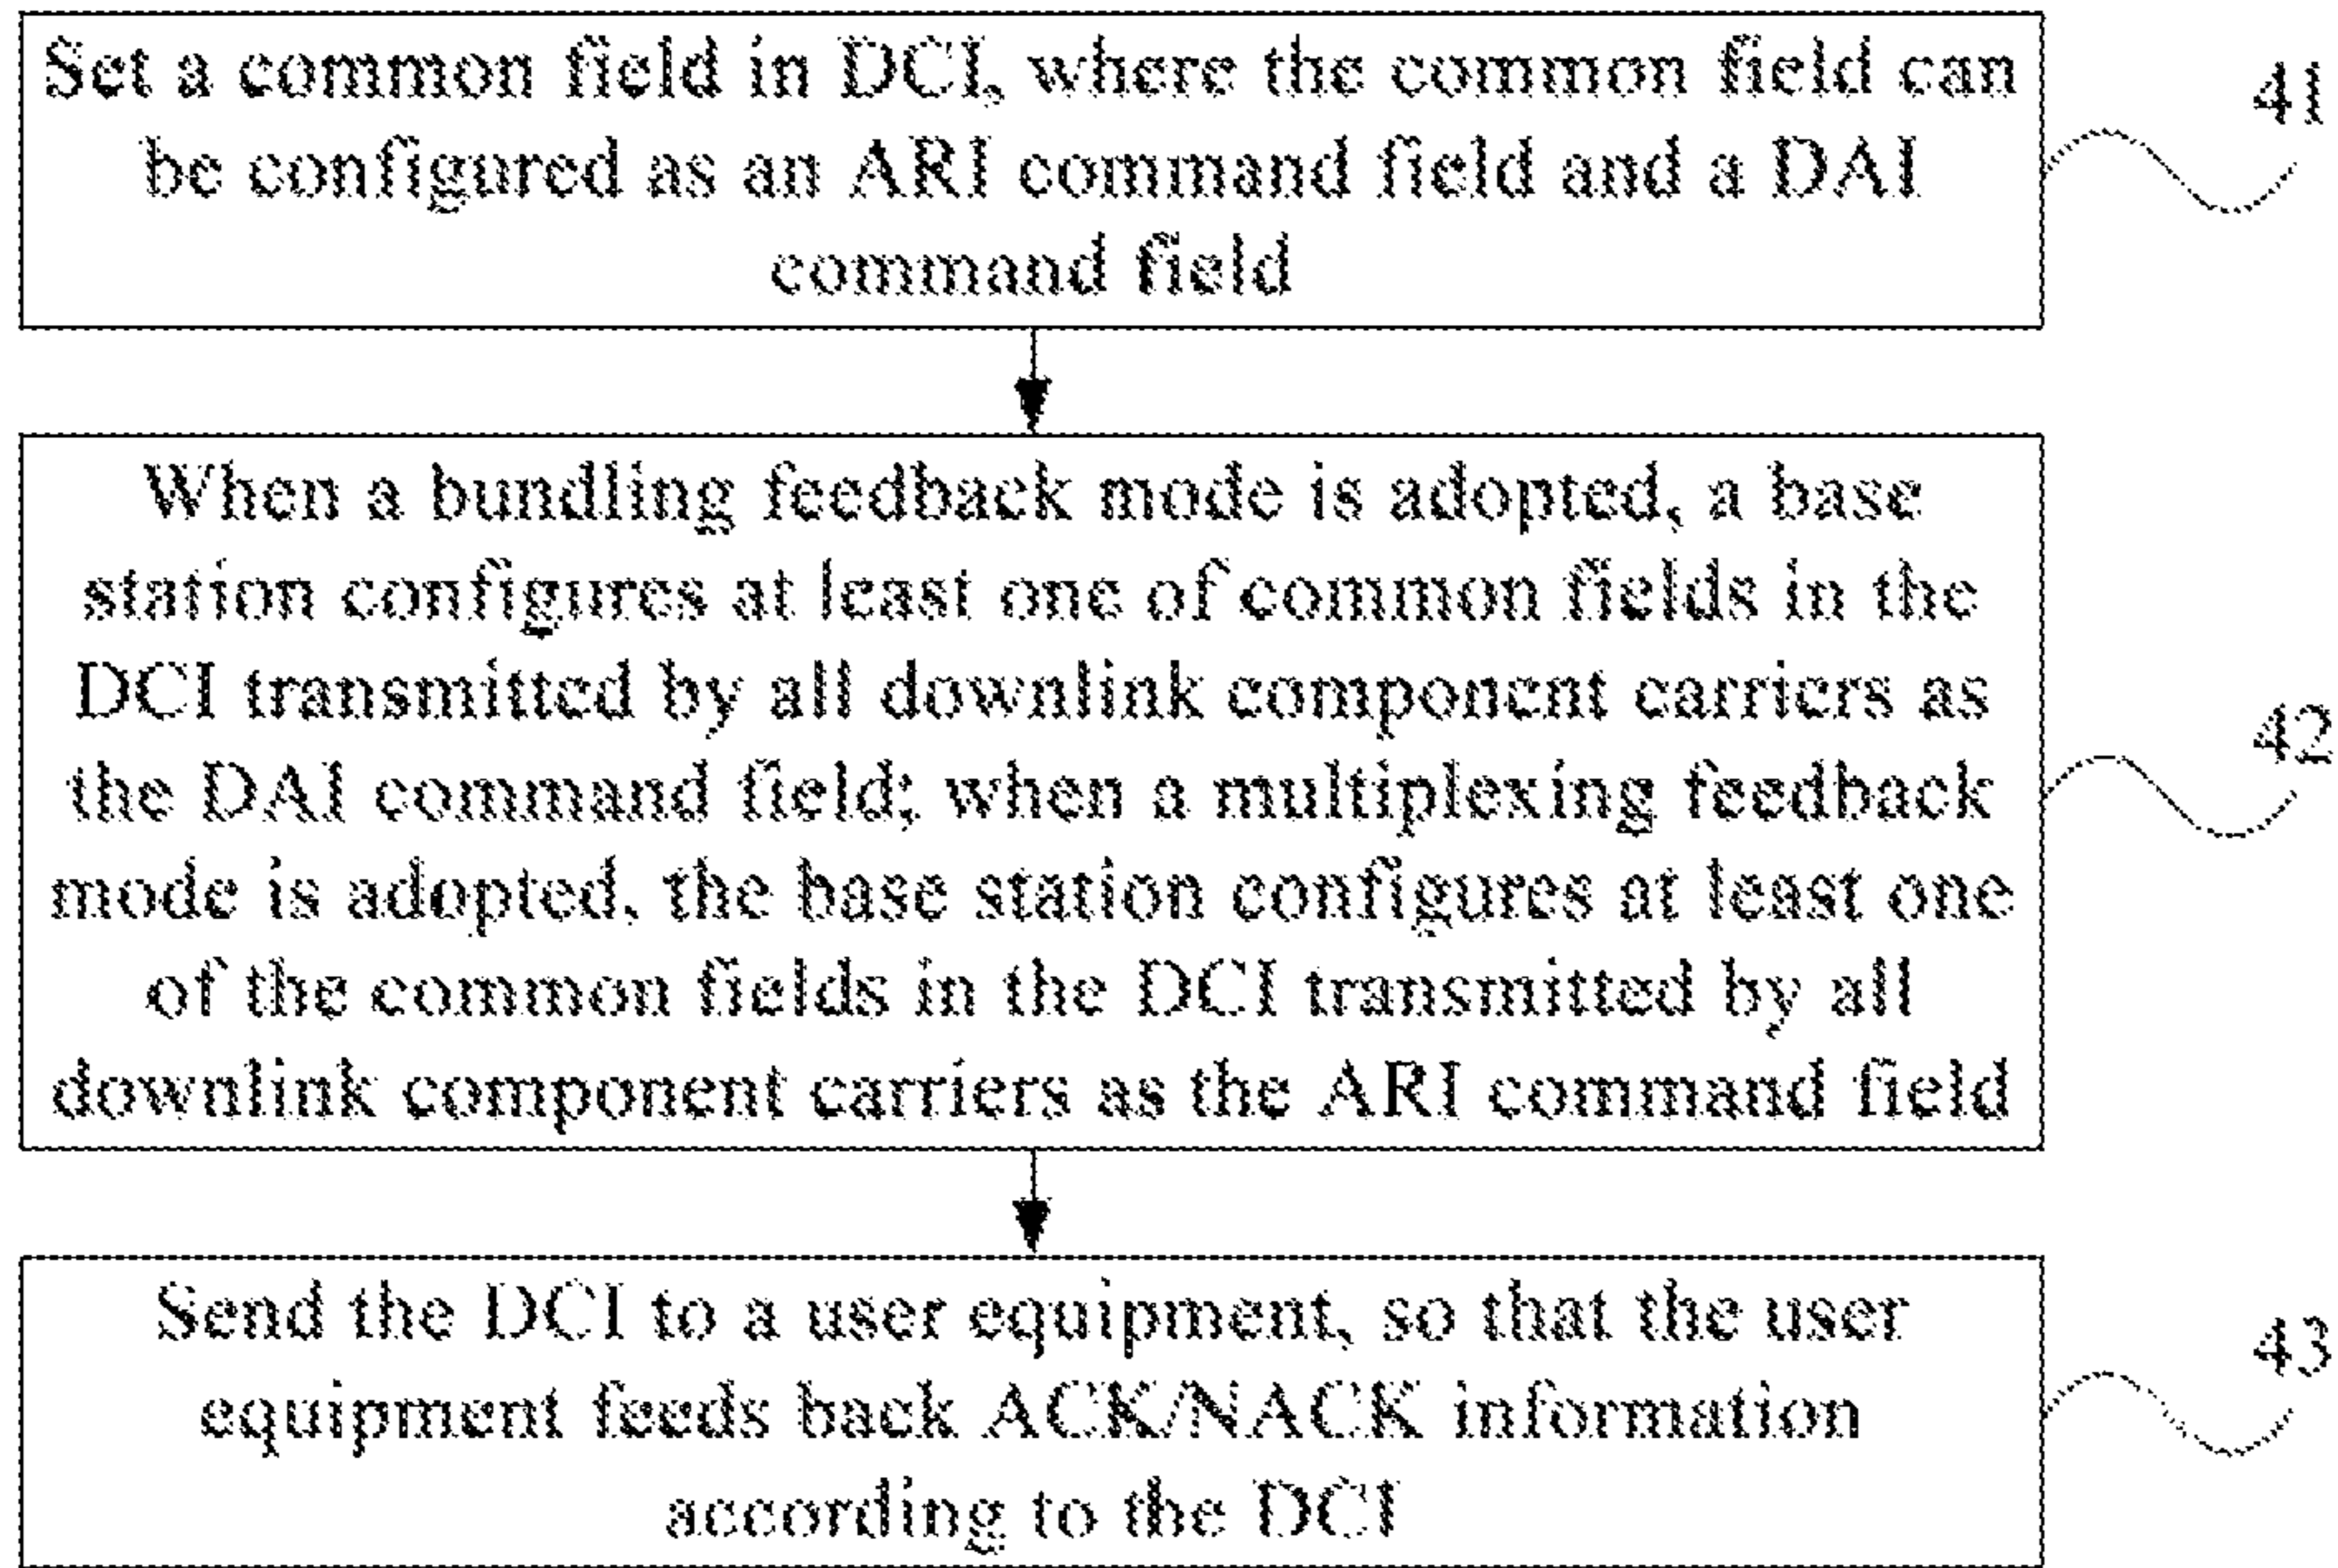 Set a common field in DCI, where the common field can
be configured as an ARI command field and a DAI
command field
41
When a bundling feedback mode is adopted, a base
station configures at least one of common fields in the
DCI transmitted by all downlink component carriers as
the DAI command field; when a multiplexing feedback
mode is adopted, the base station configures at least one
of the common fields in the DCI transmitted by all
downlink component carriers as the ARI command field
42
Send the DCI to a user equipment, so that the user
equipment feeds back ACK/NACK information
according to the DCI
43